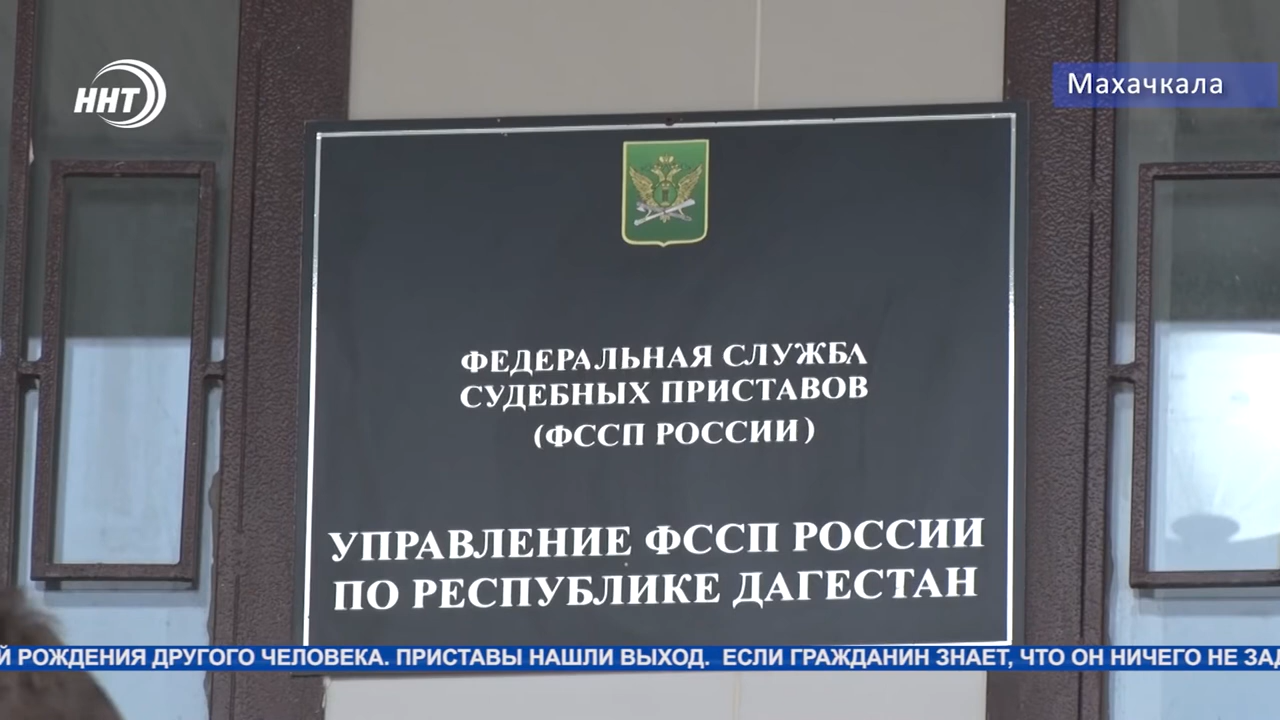 ННТ
Махачкала
ФЕДЕРАЛЬНАЯ СЛУЖБА
СУДЕБНЫХ ПРИСТАВОВ
(ФССП РОССИИ)
УПРАВЛЕНИЕ ФССП РОССИИ
ПО РЕСПУБЛИКЕ ДАГЕСТАН
Й РОЖДЕНИЯ ДРУГОГО ЧЕЛОВЕКА. ПРИСТАВЫ НАШЛИ ВЫХОД. ЕСЛИ ГРАЖДАНИН ЗНАЕТ, ЧТО ОН НИЧЕГО НЕ ЗАД